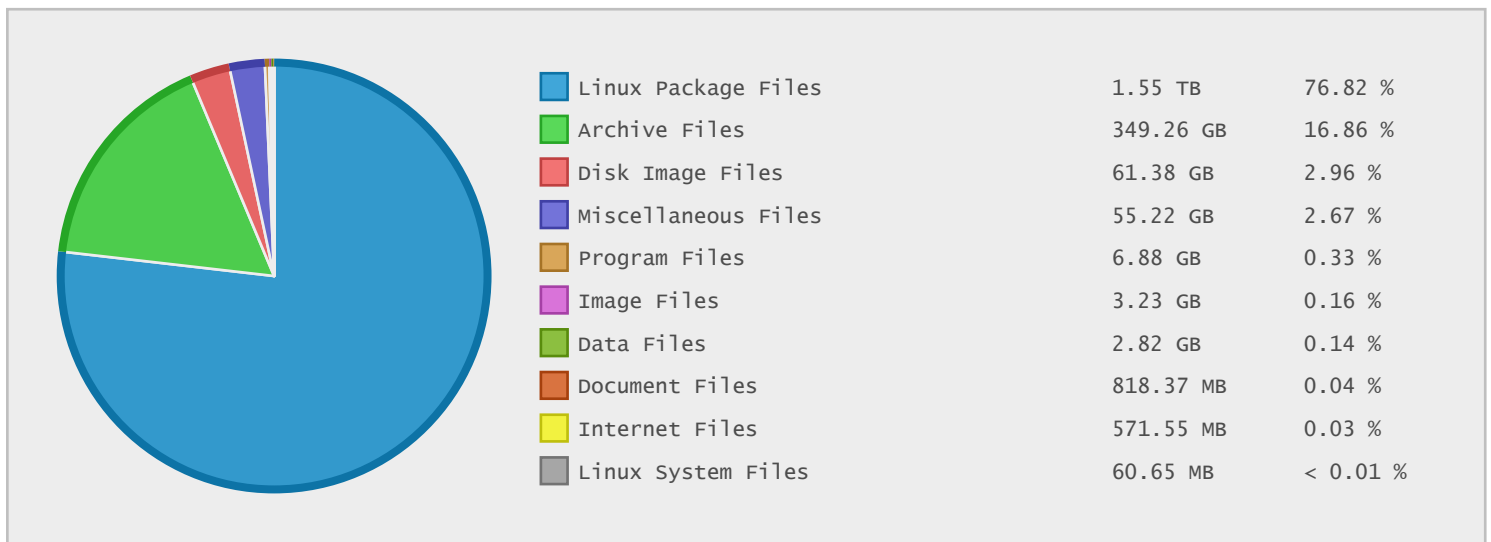 Linux Package Files 1.55 TB 76.82 %
Archive Files 349.26 GB 16.86 %
Disk Image Files 61.38 GB 2.96 %
Miscellaneous Files 55.22 GB 2.67 %
Program Files 6.88 GB 0.33 %
Image Files 3.23 GB 0.16 %
Data Files 2.82 GB 0.14 %
Document Files 818.37 MB 0.04 %
Internet Files 571.55 MB 0.03 %
Linux System Files 60.65 MB < 0.01 %